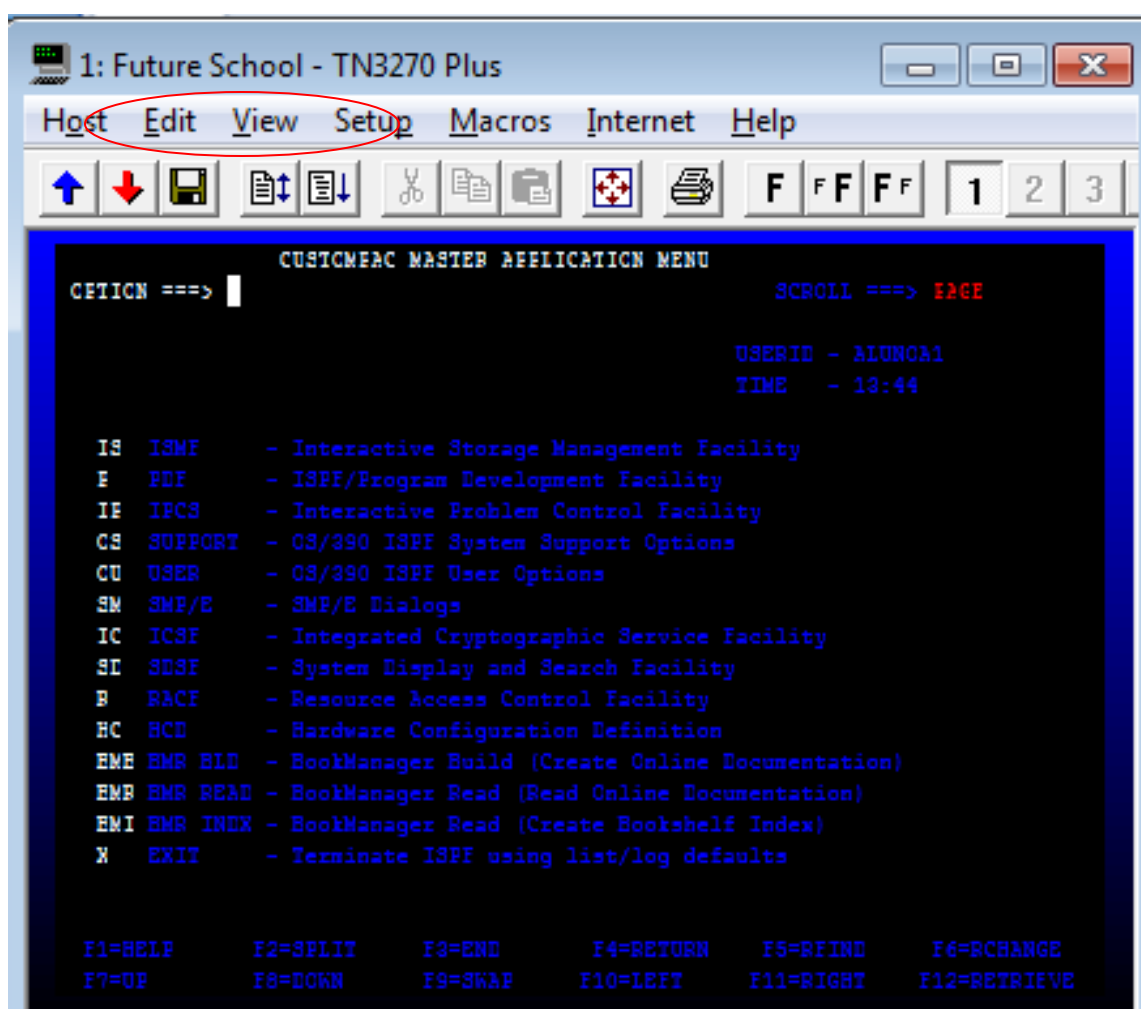 1: Future School - TN3270 Plus
Host Edit View Setup Macros Internet Help
F F F F F 1 2 3
CUSTOMPAC MASTER APPLICATION MENU
OPTION ===> SCROLL ===> PAGE
USERID - ALUNOA1
TIME - 13:44
IS ISMF - Interactive Storage Management Facility
P PDF - ISPF/Program Development Facility
IP IPCS - Interactive Problem Control Facility
OS SUPPORT - OS/390 ISPF System Support Options
OU USER - OS/390 ISPF User Options
SM SMP/E - SMP/E Dialogs
IC ICSF - Integrated Cryptographic Service Facility
SD SDSF - System Display and Search Facility
R RACF - Resource Access Control Facility
HC HCD - Hardware Configuration Definition
BMB BMR BLD - BookManager Build (Create Online Documentation)
BMR BMR READ - BookManager Read (Read Online Documentation)
BMI BMR INDX - BookManager Read (Create Bookshelf Index)
X EXIT - Terminate ISPF using list/log defaults
F1=HELP F2=SPLIT F3=END F4=RETURN F5=RFIND F6=RCHANGE
F7=UP F8=DOWN F9=SWAP F10=LEFT F11=RIGHT F12=RETRIEVE